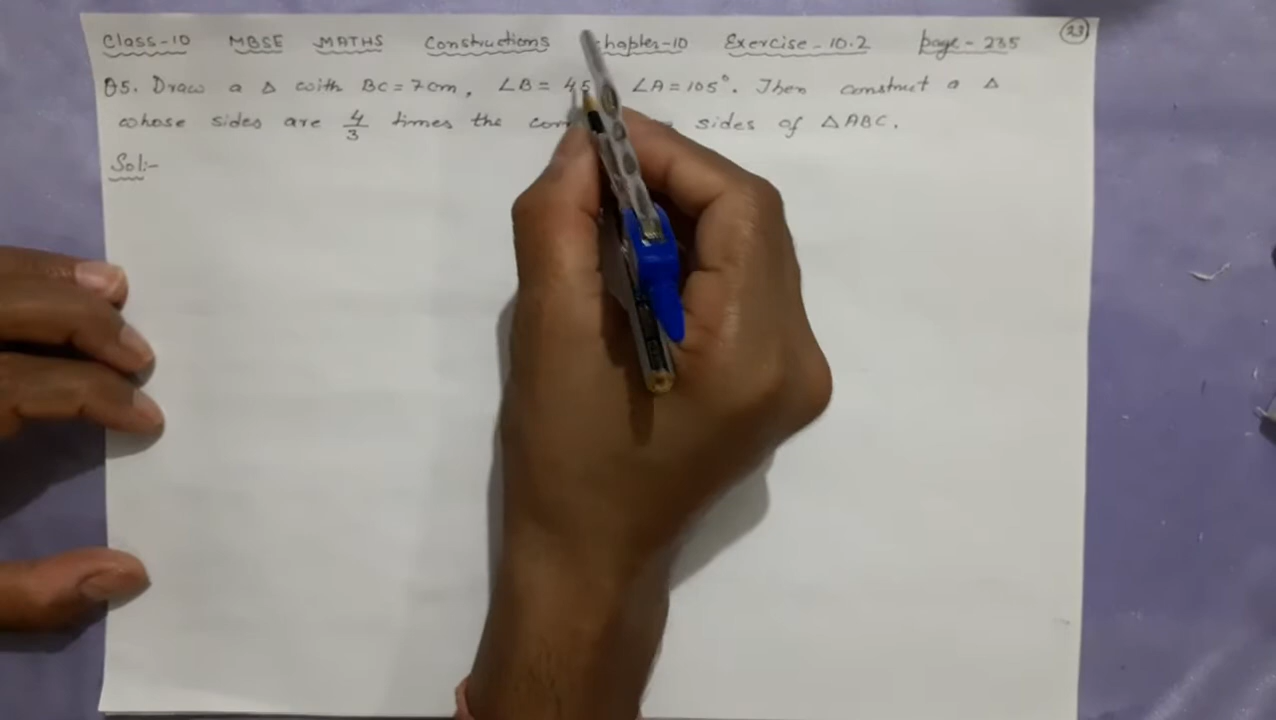 Class-10 MBSE MATHS Constructions Chapter-10 Exercise-10.2 page-235 23
Q5. Draw a Δ with BC = 7cm, ∠B = 45 ∠A = 105°. Then construct a Δ
whose sides are 4/3 times the sides of ΔABC.
Sol:-